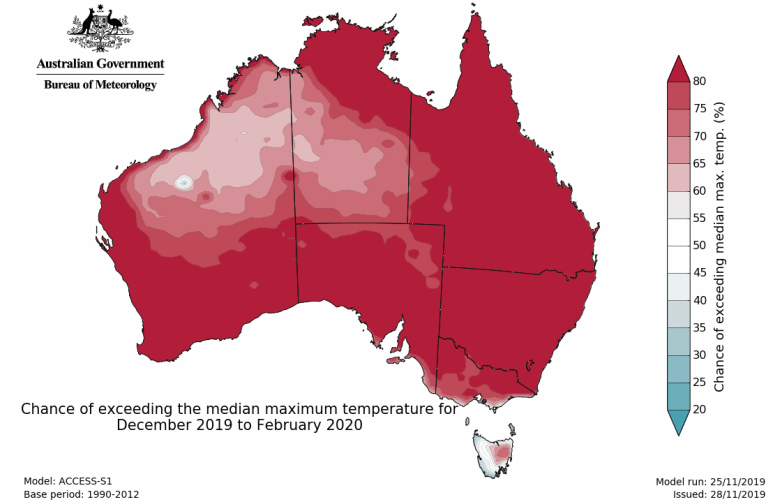 Australian Government
Bureau of Meteorology
80
75
70
65
60
55
50
45
40
35
30
25
20
Chance of exceeding median max. temp. (%)
Chance of exceeding the median maximum temperature for
December 2019 to February 2020
Model: ACCESS-S1
Base period: 1990-2012
Model run: 25/11/2019
Issued: 28/11/2019